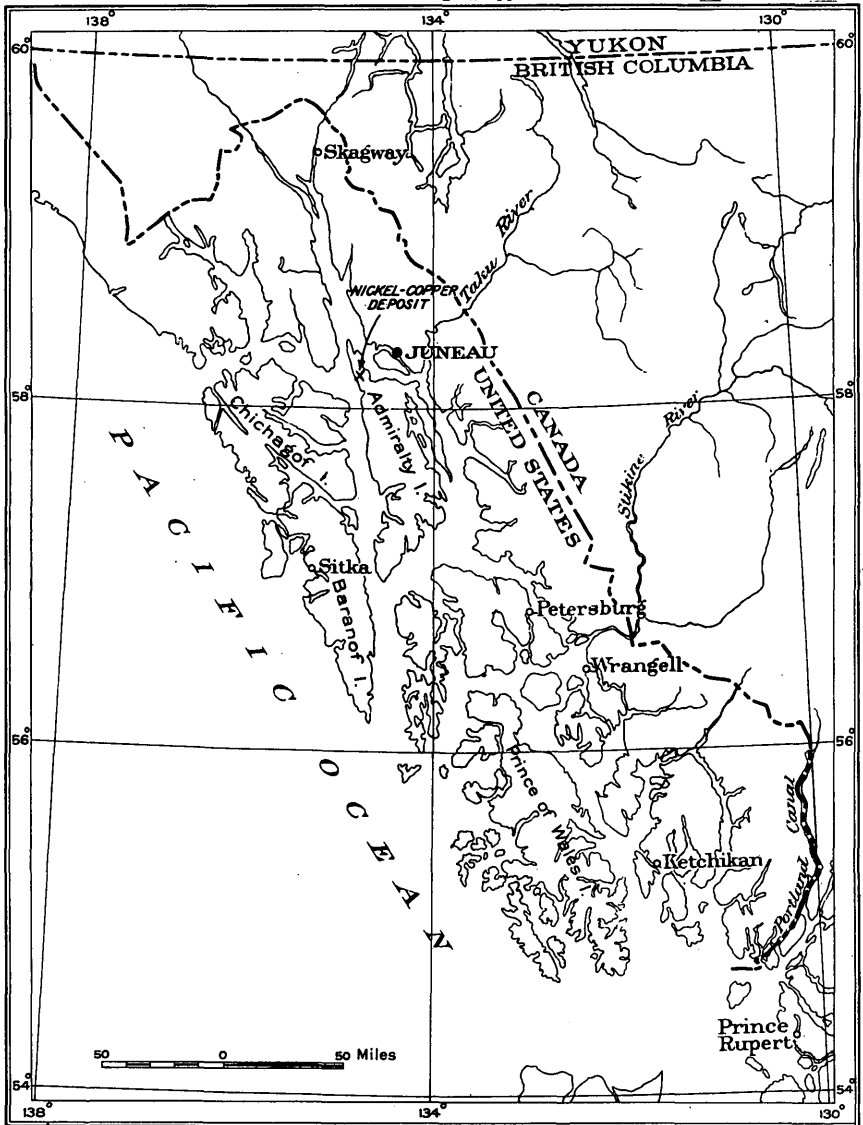 138° 134° 130°
60° 60°
YUKON
BRITISH COLUMBIA
Skagway
Taku River
NICKEL-COPPER
DEPOSIT
JUNEAU
58° 58°
CANADA
UNITED STATES
Chichagof I.
Admiralty I.
Stikine River
PACIFIC OCEAN
Sitka
Baranof I.
Petersburg
Wrangell
56° 56°
Prince of Wales I.
Ketchikan
Portland Canal
Prince
Rupert
50 0 50 Miles
54° 54°
138° 134° 130°